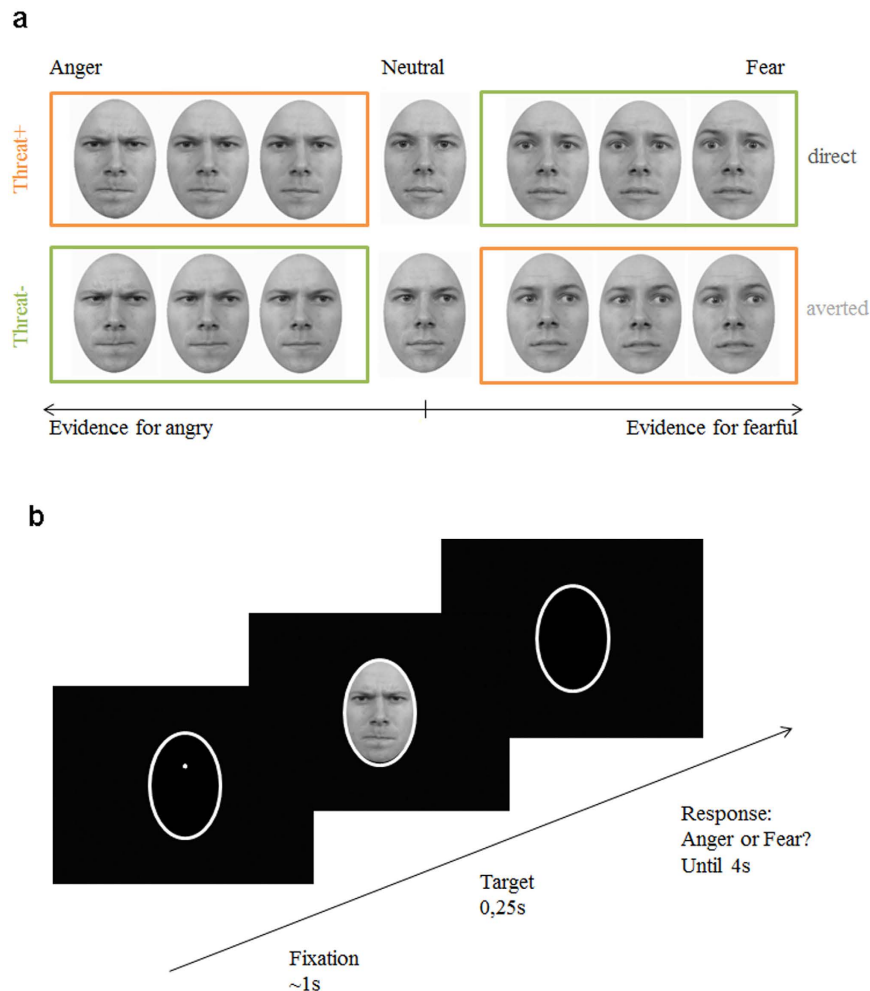 a
Anger Neutral Fear
Threat+
direct
Threat-
averted
Evidence for angry Evidence for fearful
b
Response:
Anger or Fear?
Until 4s
Target
0,25s
Fixation
~1s